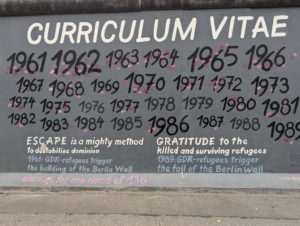 CURRICULUM VITAE
1961 1962 1963 1964 1965 1966
1967 1968 1969 1970 1971 1972 1973
1974 1975 1976 1977 1978 1979 1980 1981
1982 1983 1984 1985 1986 1987 1988 1989
ESCAPE is a mighty method
to destabilise dominion
1961: GDR-refugees trigger
the building of the Berlin Wall
GRATITUDE to the
killed and surviving refugees
1989: GDR-refugees trigger
the fall of the Berlin Wall